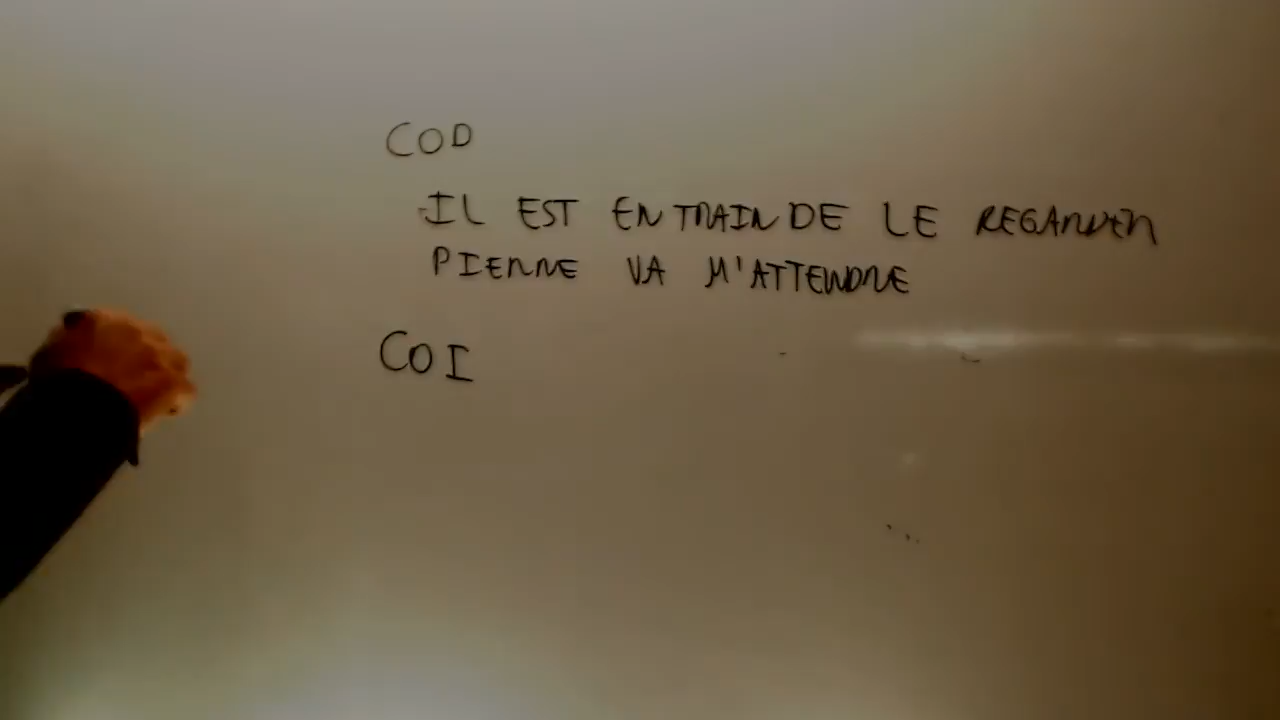 COD
IL EST EN TRAIN DE LE REGARDER
PIERRE VA M'ATTENDRE
COI